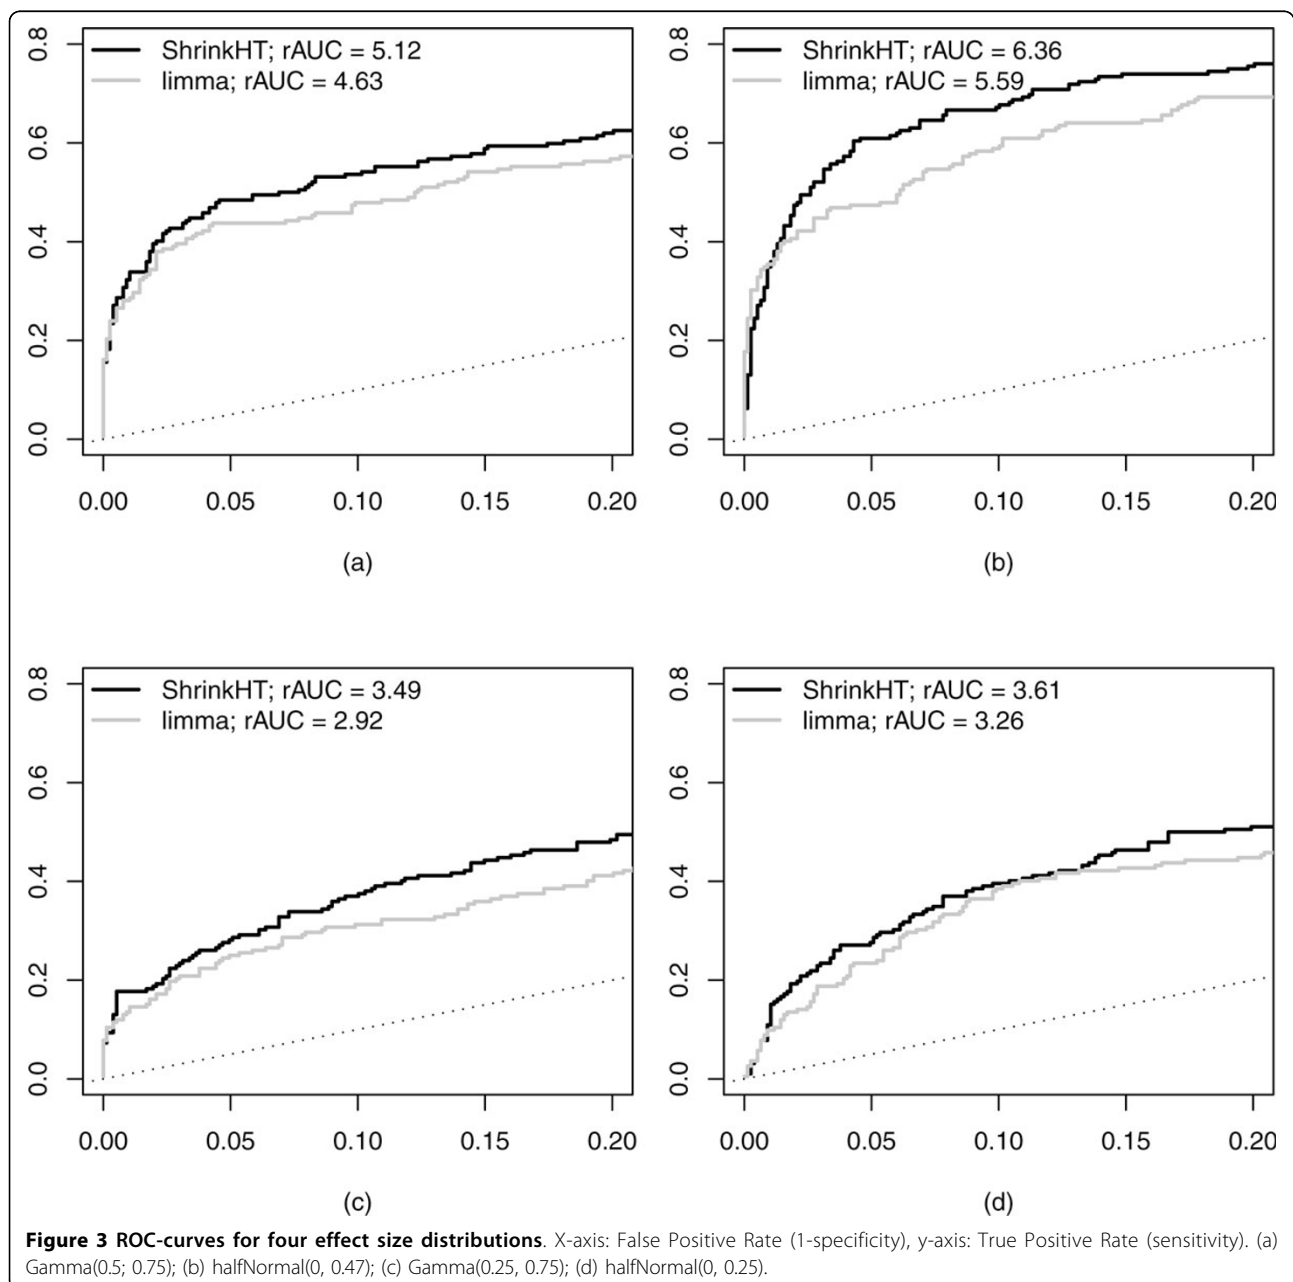 ShrinkHT; rAUC = 5.12
limma; rAUC = 4.63
0.0 0.2 0.4 0.6 0.8
0.00 0.05 0.10 0.15 0.20
(a)
ShrinkHT; rAUC = 6.36
limma; rAUC = 5.59
0.0 0.2 0.4 0.6 0.8
0.00 0.05 0.10 0.15 0.20
(b)
ShrinkHT; rAUC = 3.49
limma; rAUC = 2.92
0.0 0.2 0.4 0.6 0.8
0.00 0.05 0.10 0.15 0.20
(c)
ShrinkHT; rAUC = 3.61
limma; rAUC = 3.26
0.0 0.2 0.4 0.6 0.8
0.00 0.05 0.10 0.15 0.20
(d)
Figure 3 ROC-curves for four effect size distributions. X-axis: False Positive Rate (1-specificity), y-axis: True Positive Rate (sensitivity). (a)
Gamma(0.5; 0.75); (b) halfNormal(0, 0.47); (c) Gamma(0.25, 0.75); (d) halfNormal(0, 0.25).